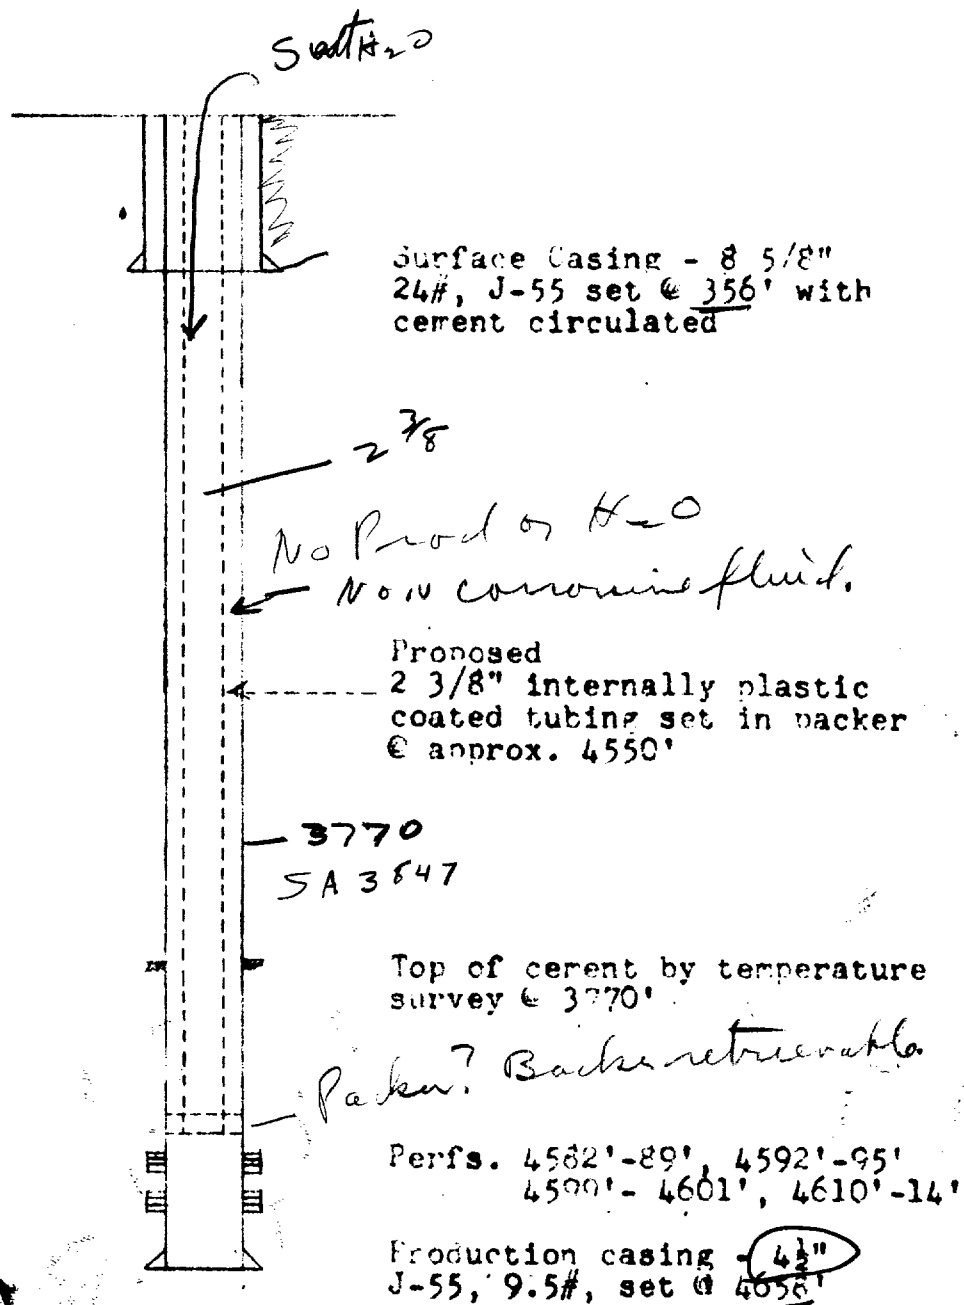 Salt H2O
Surface Casing - 8 5/8"
24#, J-55 set @ 356' with
cement circulated
2 3/8
No Prod or H2O
Non corrosive fluid.
Proposed
2 3/8" internally plastic
coated tubing set in packer
@ approx. 4550'
3770
SA 3647
Top of cement by temperature
survey @ 3770'
Packer? Baker retrievable
Perfs. 4582'-89', 4592'-95'
4599'- 4601', 4610'-14'
Production casing - 4½"
J-55, 9.5#, set @ 4658'